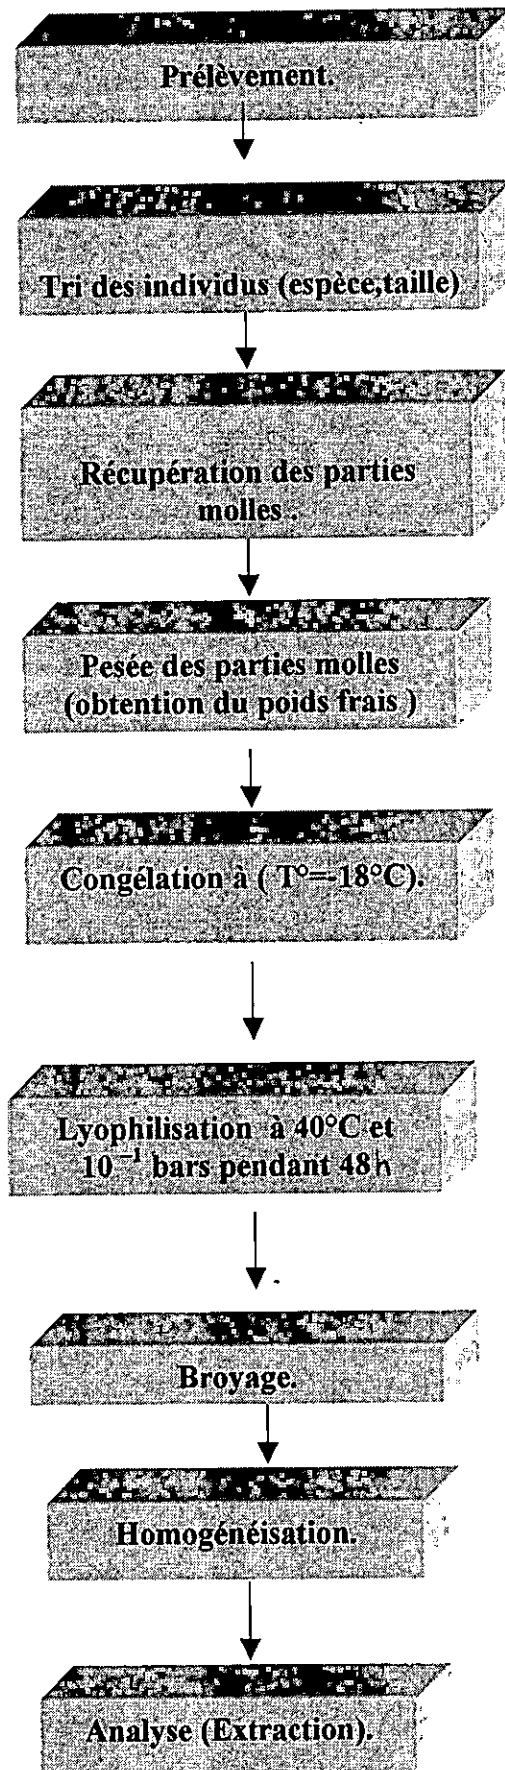 Prélèvement.
Tri des individus (espèce,taille)
Récupération des parties
molles .
Pesée des parties molles
(obtention du poids frais )
Congélation à ( T°=-18°C).
Lyophilisation à 40°C et
10⁻¹ bars pendant 48h
Broyage.
Homogénéisation.
Analyse (Extraction).